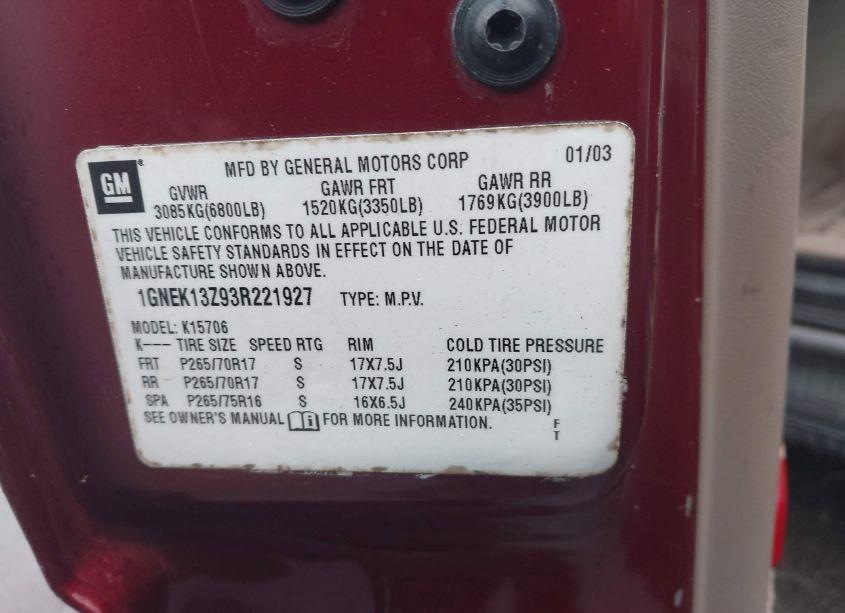 GM
MFD BY GENERAL MOTORS CORP 01/03
GVWR GAWR FRT GAWR RR
3085KG(6800LB) 1520KG(3350LB) 1769KG(3900LB)
THIS VEHICLE CONFORMS TO ALL APPLICABLE U.S. FEDERAL MOTOR
VEHICLE SAFETY STANDARDS IN EFFECT ON THE DATE OF
MANUFACTURE SHOWN ABOVE.
1GNEK13Z93R221927 TYPE: M.P.V.
MODEL: K15706
K--- TIRE SIZE SPEED RTG RIM COLD TIRE PRESSURE
FRT P265/70R17 S 17X7.5J 210KPA(30PSI)
RR P265/70R17 S 17X7.5J 210KPA(30PSI)
SPA P265/75R16 S 16X6.5J 240KPA(35PSI)
SEE OWNER'S MANUAL i FOR MORE INFORMATION.
F
T